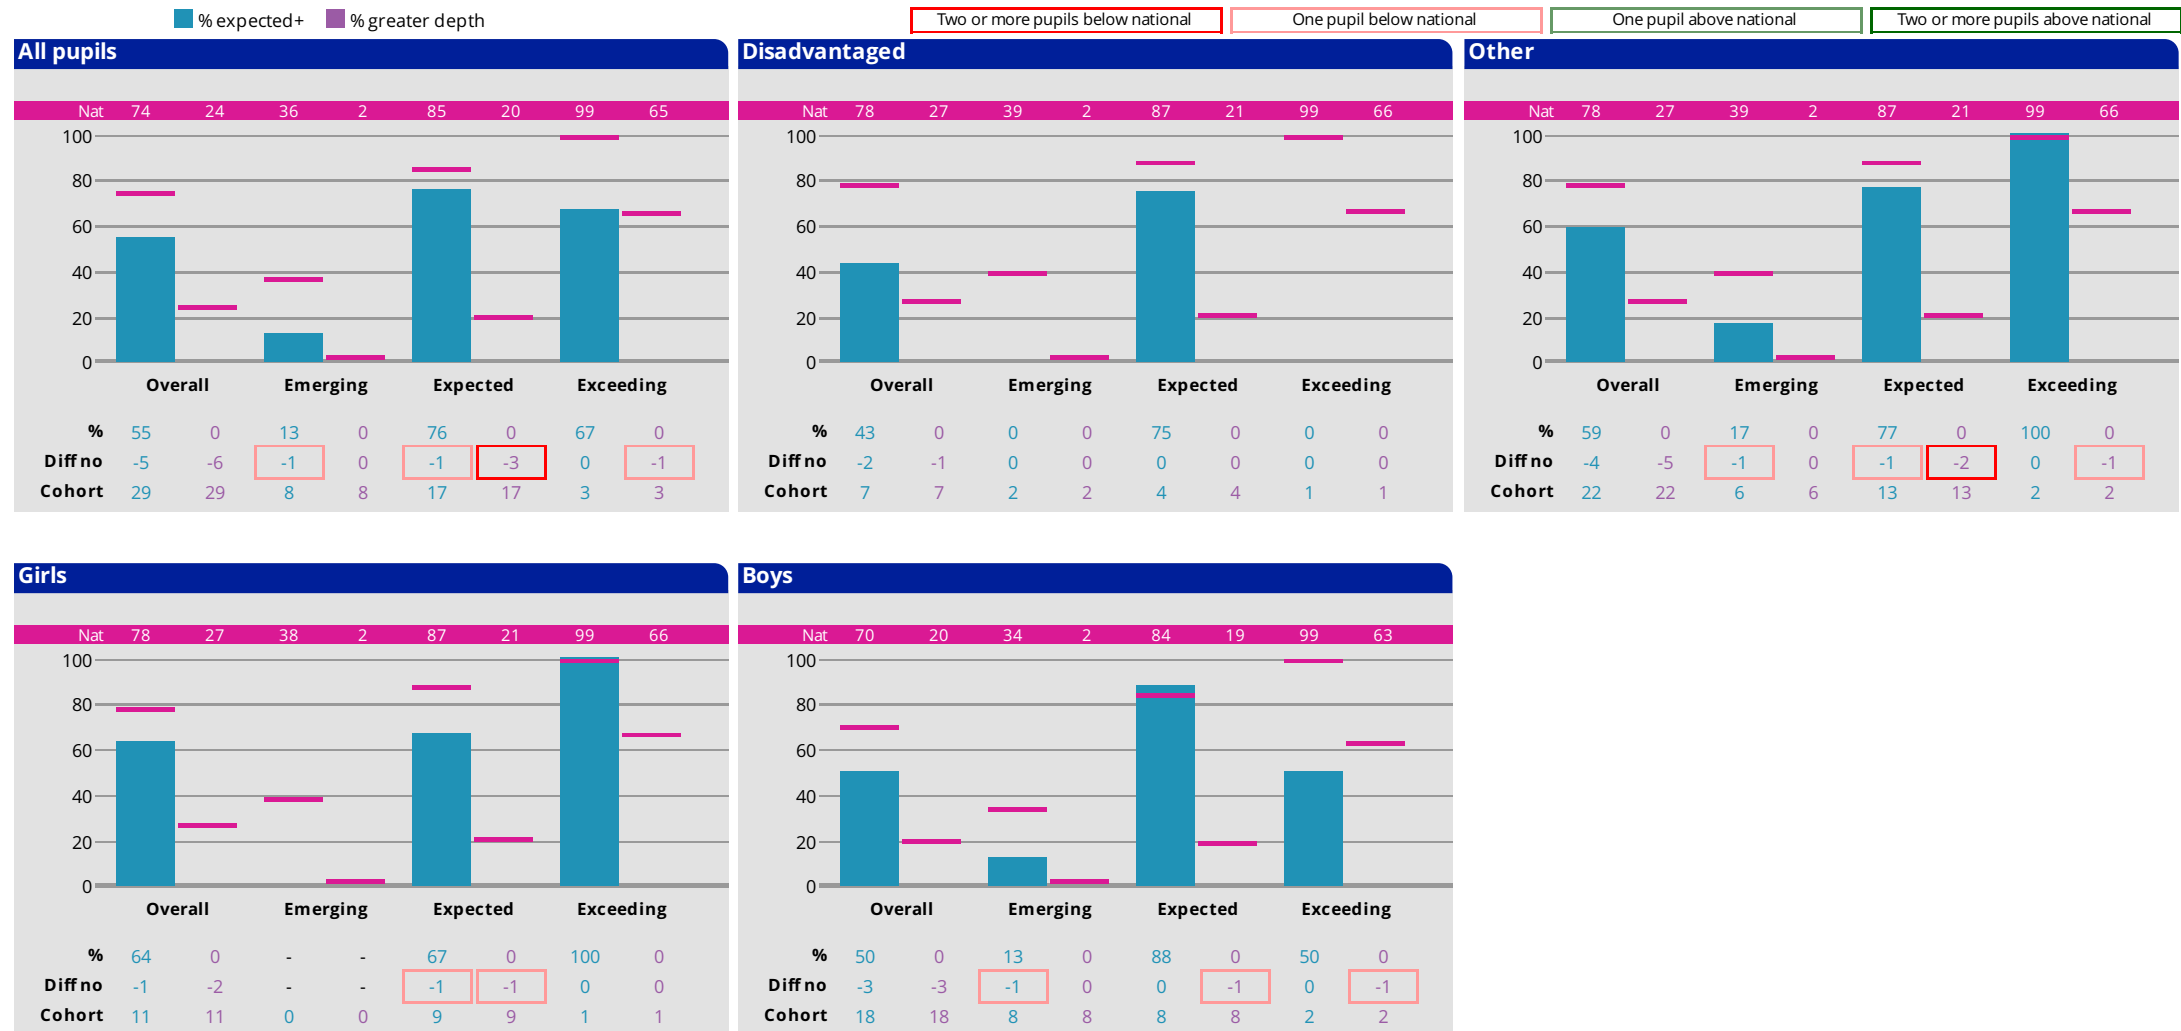 % expected+ % greater depth Two or more pupils below national One pupil below national One pupil above national Two or more pupils above national
All pupils
Nat 74 24 36 2 85 20 99 65
100
80
60
40
20
0
Overall Emerging Expected Exceeding
% 55 0 13 0 76 0 67 0
Diff no -5 -6 -1 0 -1 -3 0 -1
Cohort 29 29 8 8 17 17 3 3
Disadvantaged
Nat 78 27 39 2 87 21 99 66
100
80
60
40
20
0
Overall Emerging Expected Exceeding
% 43 0 0 0 75 0 0 0
Diff no -2 -1 0 0 0 0 0 0
Cohort 7 7 2 2 4 4 1 1
Other
Nat 78 27 39 2 87 21 99 66
100
80
60
40
20
0
Overall Emerging Expected Exceeding
% 59 0 17 0 77 0 100 0
Diff no -4 -5 -1 0 -1 -2 0 -1
Cohort 22 22 6 6 13 13 2 2
Girls
Nat 78 27 38 2 87 21 99 66
100
80
60
40
20
0
Overall Emerging Expected Exceeding
% 64 0 - - 67 0 100 0
Diff no -1 -2 - - -1 -1 0 0
Cohort 11 11 0 0 9 9 1 1
Boys
Nat 70 20 34 2 84 19 99 63
100
80
60
40
20
0
Overall Emerging Expected Exceeding
% 50 0 13 0 88 0 50 0
Diff no -3 -3 -1 0 0 -1 0 -1
Cohort 18 18 8 8 8 8 2 2